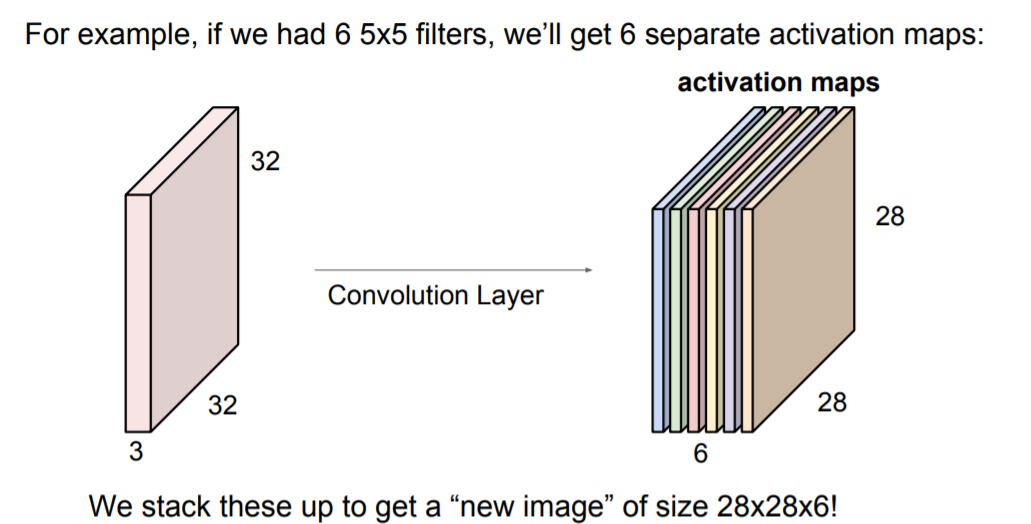 For example, if we had 6 5x5 filters, we’ll get 6 separate activation maps:
activation maps
32
28
Convolution Layer
32
28
3
6
We stack these up to get a “new image” of size 28x28x6!